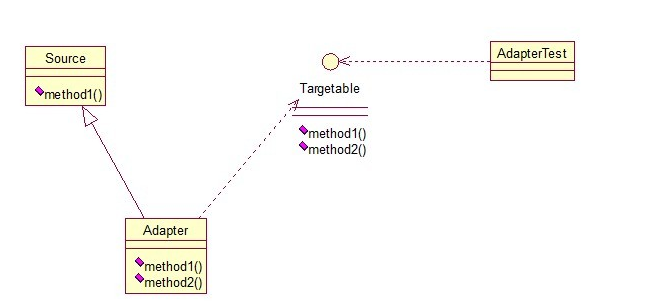 Source
method1()
Targetable
method1()
method2()
AdapterTest
Adapter
method1()
method2()